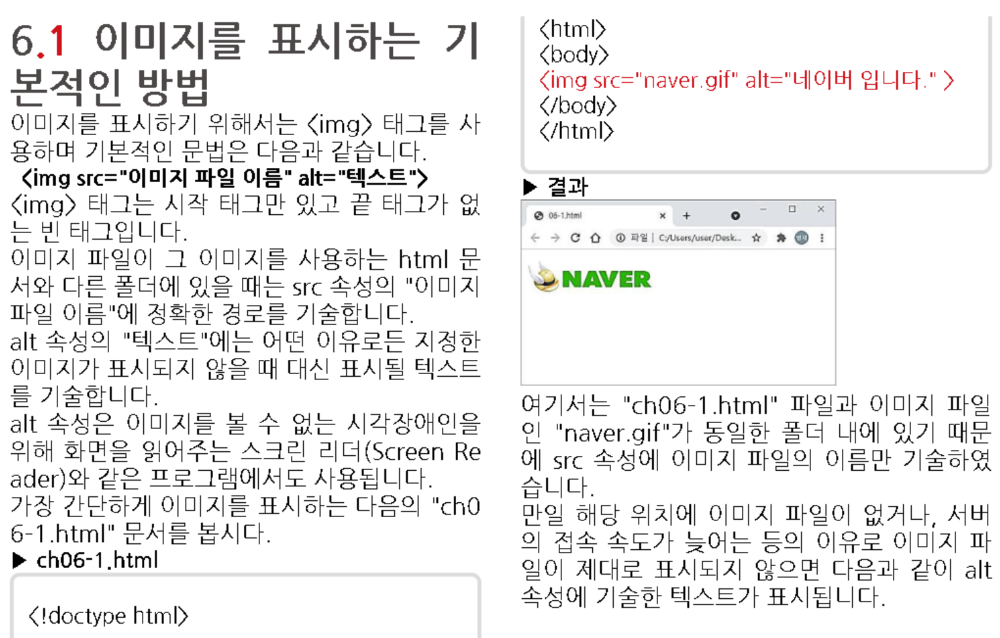 6.1 이미지를 표시하는 기
본적인 방법
이미지를 표시하기 위해서는 <img> 태그를 사
용하며 기본적인 문법은 다음과 같습니다.
<img src="이미지 파일 이름" alt="텍스트">
<img> 태그는 시작 태그만 있고 끝 태그가 없
는 빈 태그입니다.
이미지 파일이 그 이미지를 사용하는 html 문
서와 다른 폴더에 있을 때는 src 속성의 "이미지
파일 이름"에 정확한 경로를 기술합니다.
alt 속성의 "텍스트"에는 어떤 이유로든 지정한
이미지가 표시되지 않을 때 대신 표시될 텍스트
를 기술합니다.
alt 속성은 이미지를 볼 수 없는 시각장애인을
위해 화면을 읽어주는 스크린 리더(Screen Re
ader)와 같은 프로그램에서도 사용됩니다.
가장 간단하게 이미지를 표시하는 다음의 "ch0
6-1.html" 문서를 봅시다.
▶ ch06-1.html
<!doctype html>
<html>
<body>
<img src="naver.gif" alt="네이버 입니다." >
</body>
</html>
▶ 결과
06-1.html
파일 | C:/Users/user/Desk...
NAVER
여기서는 "ch06-1.html" 파일과 이미지 파일
인 "naver.gif"가 동일한 폴더 내에 있기 때문
에 src 속성에 이미지 파일의 이름만 기술하였
습니다.
만일 해당 위치에 이미지 파일이 없거나, 서버
의 접속 속도가 늦어는 등의 이유로 이미지 파
일이 제대로 표시되지 않으면 다음과 같이 alt
속성에 기술한 텍스트가 표시됩니다.